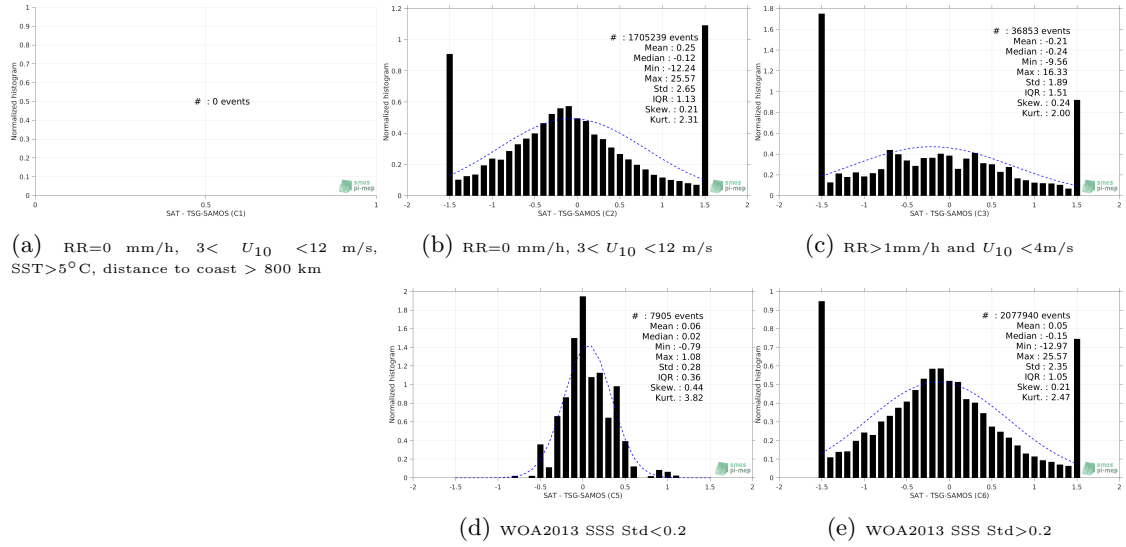 Normalized histogram
1
0.9
0.8
0.7
0.6
0.5
0.4
0.3
0.2
0.1
0
# : 0 events
smos
pi-mep
0 0.5 1
SAT - TSG-SAMOS (C1)
(a) RR=0 mm/h, 3< U10 <12 m/s,
SST>5°C, distance to coast > 800 km
Normalized histogram
1.2
1
0.8
0.6
0.4
0.2
0
# : 1705239 events
Mean : 0.25
Median : -0.12
Min : -12.24
Max : 25.57
Std : 2.65
IQR : 1.13
Skew. : 0.21
Kurt. : 2.31
smos
pi-mep
-2 -1.5 -1 -0.5 0 0.5 1 1.5 2
SAT - TSG-SAMOS (C2)
(b) RR=0 mm/h, 3< U10 <12 m/s
Normalized histogram
1.8
1.6
1.4
1.2
1
0.8
0.6
0.4
0.2
0
# : 36853 events
Mean : -0.21
Median : -0.24
Min : -9.56
Max : 16.33
Std : 1.89
IQR : 1.51
Skew. : 0.24
Kurt. : 2.00
smos
pi-mep
-2 -1.5 -1 -0.5 0 0.5 1 1.5 2
SAT - TSG-SAMOS (C3)
(c) RR>1mm/h and U10 <4m/s
Normalized histogram
2
1.8
1.6
1.4
1.2
1
0.8
0.6
0.4
0.2
0
# : 7905 events
Mean : 0.06
Median : 0.02
Min : -0.79
Max : 1.08
Std : 0.28
IQR : 0.36
Skew. : 0.44
Kurt. : 3.82
smos
pi-mep
-2 -1.5 -1 -0.5 0 0.5 1 1.5 2
SAT - TSG-SAMOS (C5)
(d) WOA2013 SSS Std<0.2
Normalized histogram
1
0.9
0.8
0.7
0.6
0.5
0.4
0.3
0.2
0.1
0
# : 2077940 events
Mean : 0.05
Median : -0.15
Min : -12.97
Max : 25.57
Std : 2.35
IQR : 1.05
Skew. : 0.21
Kurt. : 2.47
smos
pi-mep
-2 -1.5 -1 -0.5 0 0.5 1 1.5 2
SAT - TSG-SAMOS (C6)
(e) WOA2013 SSS Std>0.2